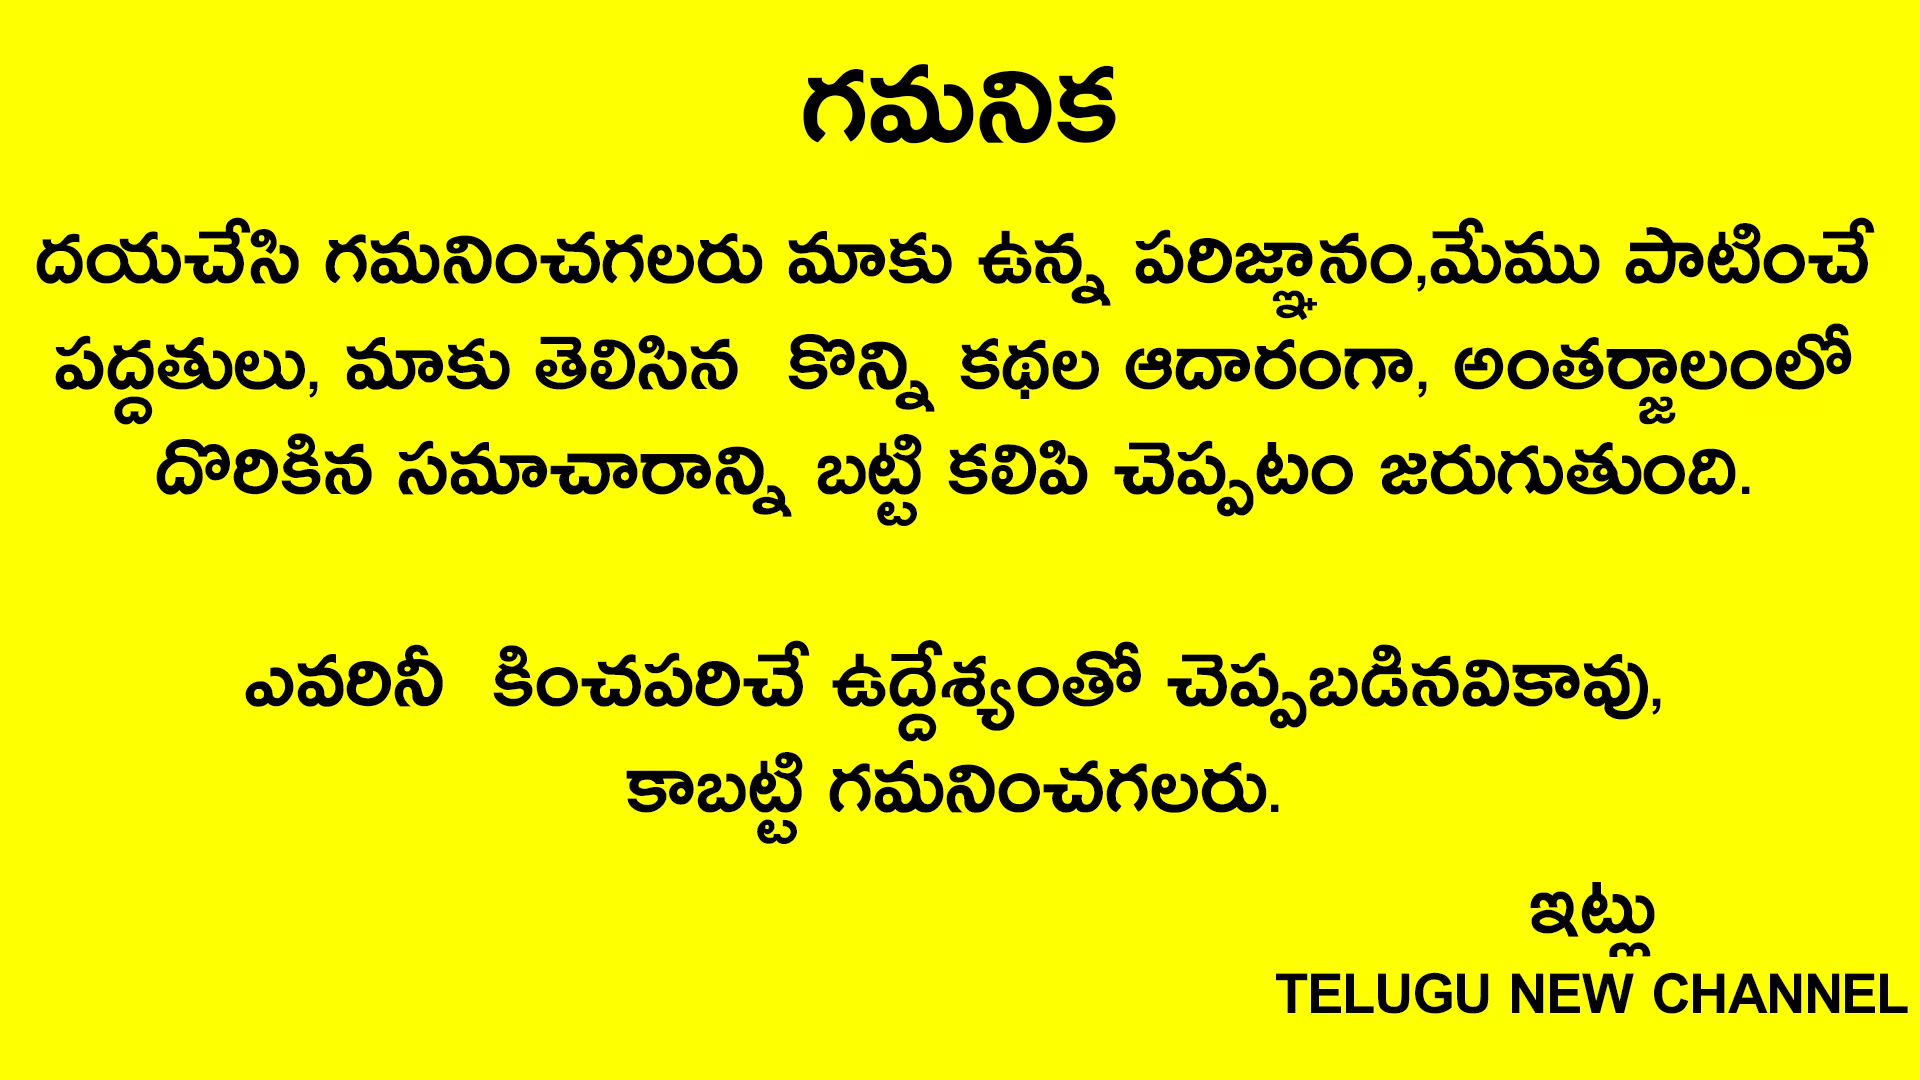 గమనిక
దయచేసి గమనించగలరు మాకు ఉన్న పరిజ్ఞానం,మేము పాటించే
పద్దతులు, మాకు తెలిసిన కొన్ని కథల ఆదారంగా, అంతర్జాలంలో
దొరికిన సమాచారాన్ని బట్టి కలిపి చెప్పటం జరుగుతుంది.
ఎవరినీ కించపరిచే ఉద్దేశ్యంతో చెప్పబడినవికావు,
కాబట్టి గమనించగలరు.
ఇట్లు
TELUGU NEW CHANNEL